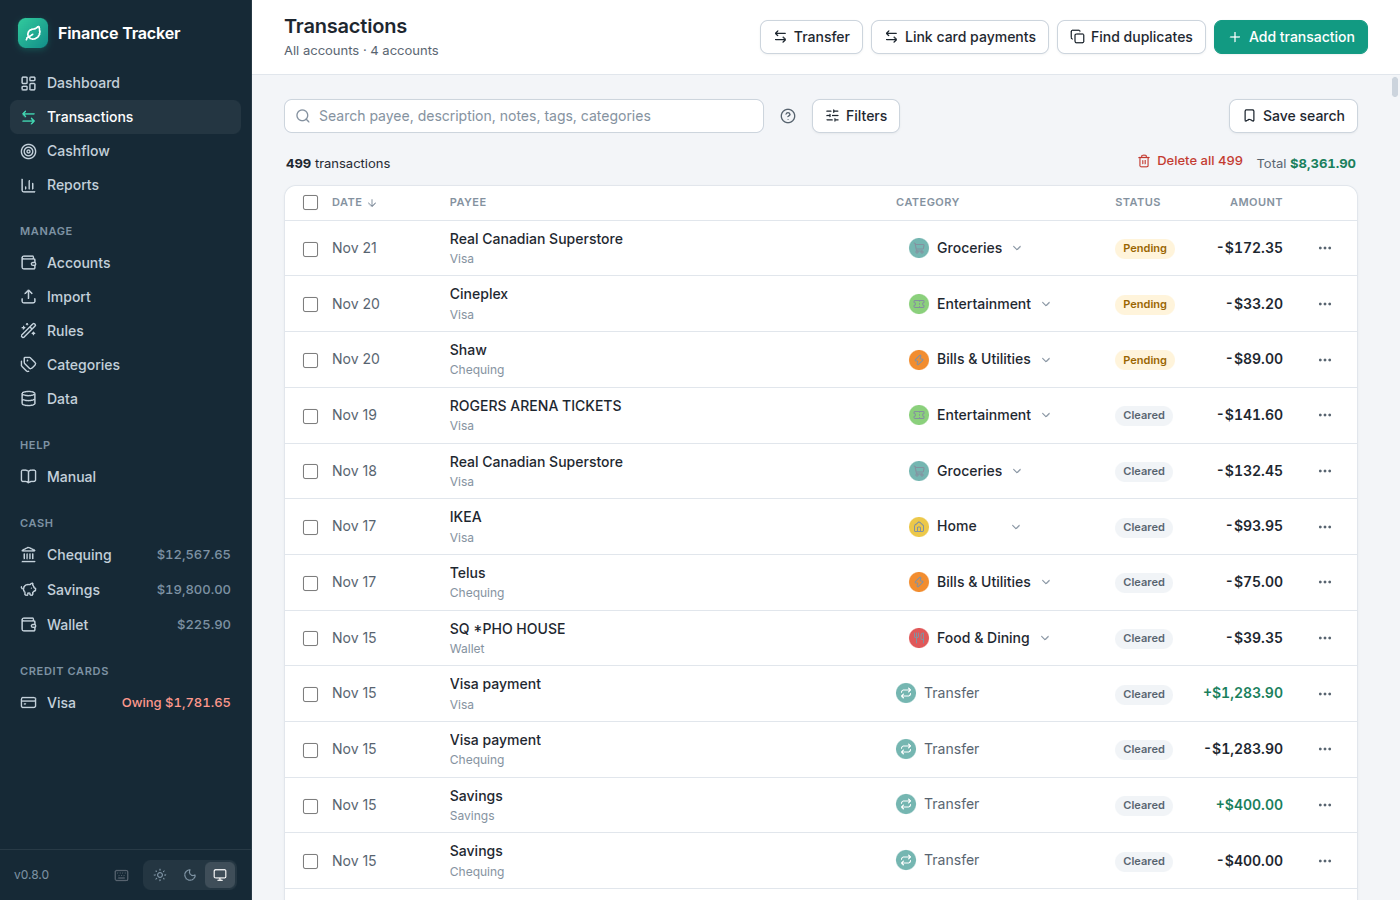 Finance Tracker
Dashboard
Transactions
Cashflow
Reports
MANAGE
Accounts
Import
Rules
Categories
Data
HELP
Manual
CASH
Chequing $12,567.65
Savings $19,800.00
Wallet $225.90
CREDIT CARDS
Visa Owing $1,781.65
v0.8.0
Transactions
All accounts · 4 accounts
Transfer
Link card payments
Find duplicates
Add transaction
Search payee, description, notes, tags, categories
Filters
Save search
499 transactions
Delete all 499
Total $8,361.90
DATE PAYEE CATEGORY STATUS AMOUNT
Nov 21 Real Canadian Superstore Groceries Pending -$172.35
Visa
Nov 20 Cineplex Entertainment Pending -$33.20
Visa
Nov 20 Shaw Bills & Utilities Pending -$89.00
Chequing
Nov 19 ROGERS ARENA TICKETS Entertainment Cleared -$141.60
Visa
Nov 18 Real Canadian Superstore Groceries Cleared -$132.45
Visa
Nov 17 IKEA Home Cleared -$93.95
Visa
Nov 17 Telus Bills & Utilities Cleared -$75.00
Chequing
Nov 15 SQ *PHO HOUSE Food & Dining Cleared -$39.35
Wallet
Nov 15 Visa payment Transfer Cleared +$1,283.90
Visa
Nov 15 Visa payment Transfer Cleared -$1,283.90
Chequing
Nov 15 Savings Transfer Cleared +$400.00
Savings
Nov 15 Savings Transfer Cleared -$400.00
Chequing